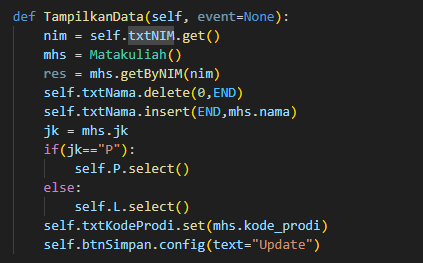 def TampilkanData(self, event=None):
nim = self.txtNIM.get()
mhs = Matakuliah()
res = mhs.getByNIM(nim)
self.txtNama.delete(0,END)
self.txtNama.insert(END,mhs.nama)
jk = mhs.jk
if(jk=="P"):
self.P.select()
else:
self.L.select()
self.txtKodeProdi.set(mhs.kode_prodi)
self.btnSimpan.config(text="Update")